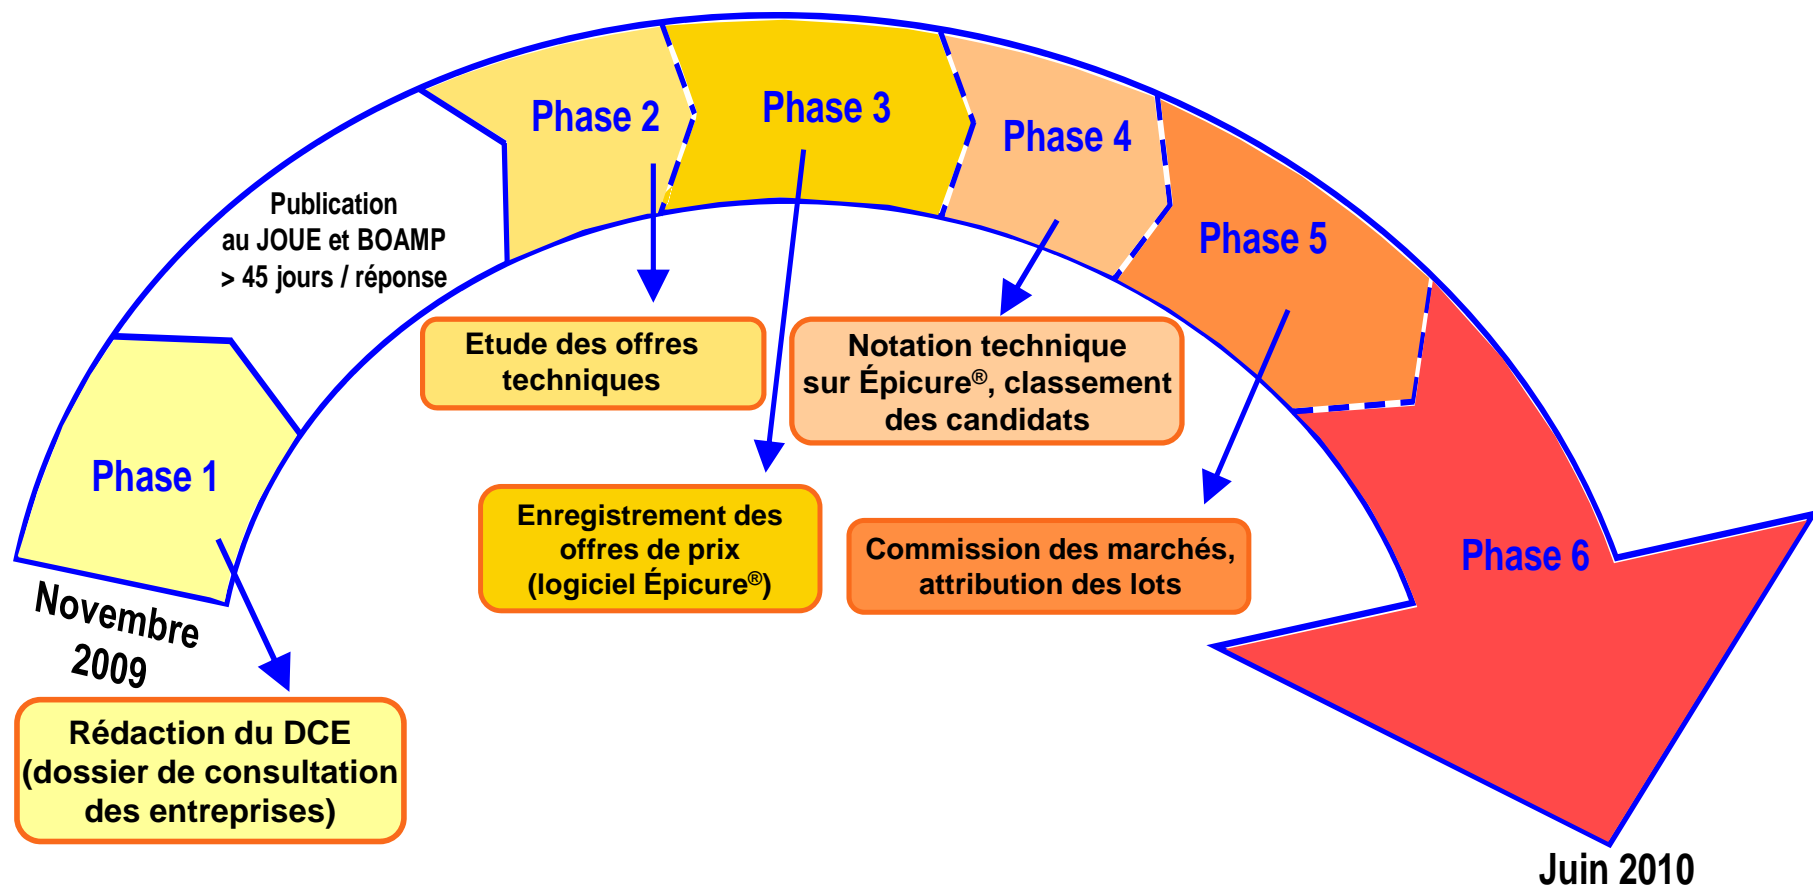 Phase 1
Novembre
2009
Rédaction du DCE
(dossier de consultation
des entreprises)
Publication
au JOUE et BOAMP
> 45 jours / réponse
Phase 2
Etude des offres
techniques
Phase 3
Enregistrement des
offres de prix
(logiciel Épicure®)
Phase 4
Notation technique
sur Épicure®, classement
des candidats
Phase 5
Commission des marchés,
attribution des lots
Phase 6
Juin 2010